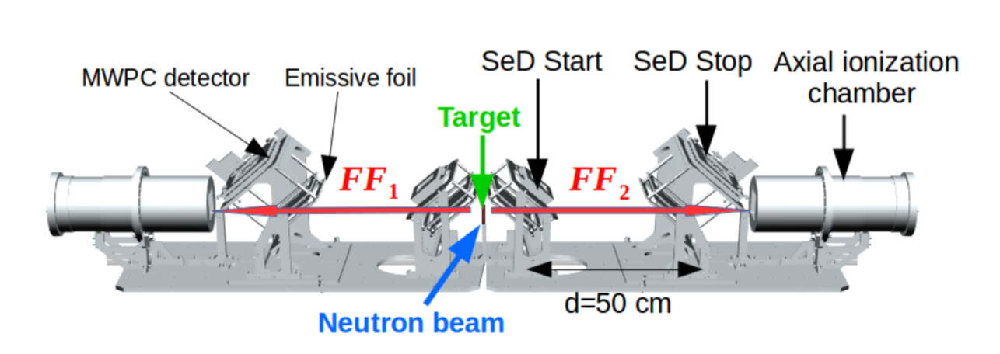 SeD Start
SeD Stop
Axial ionization
chamber
MWPC detector
Emissive foil
Target
FF1
FF2
d=50 cm
Neutron beam